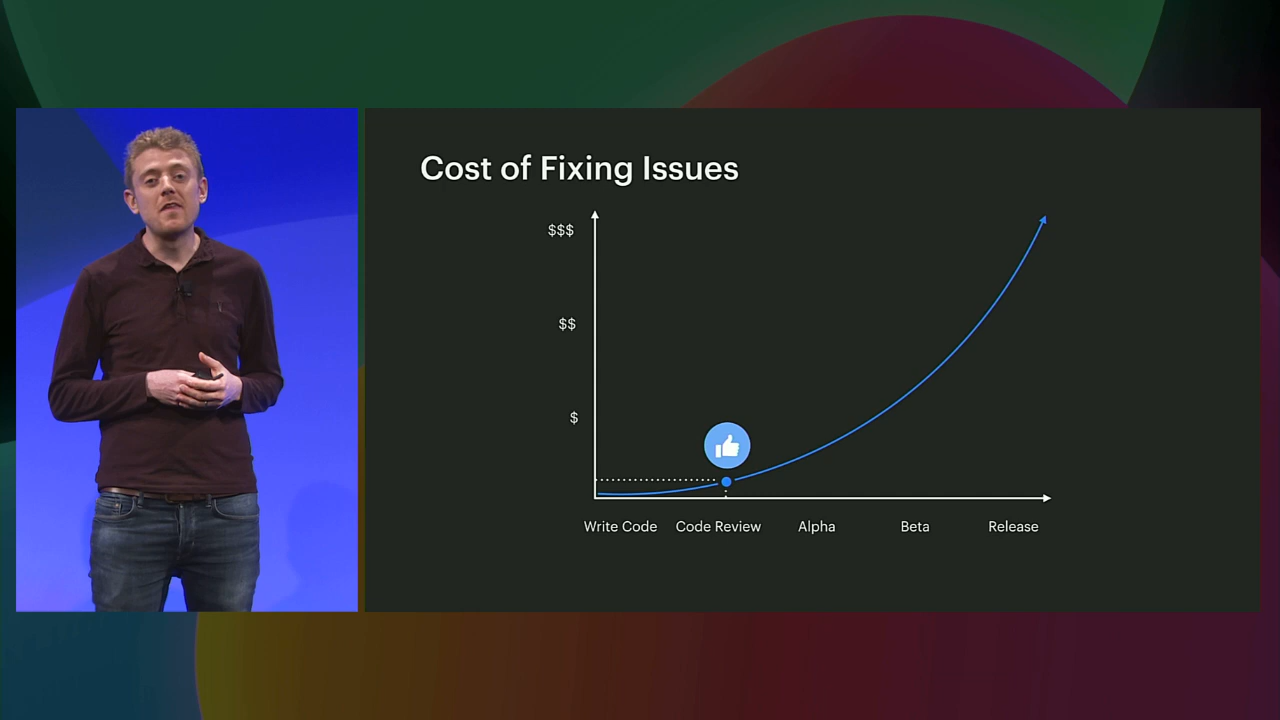 Cost of Fixing Issues
$$$
$$
$
Write Code Code Review Alpha Beta Release